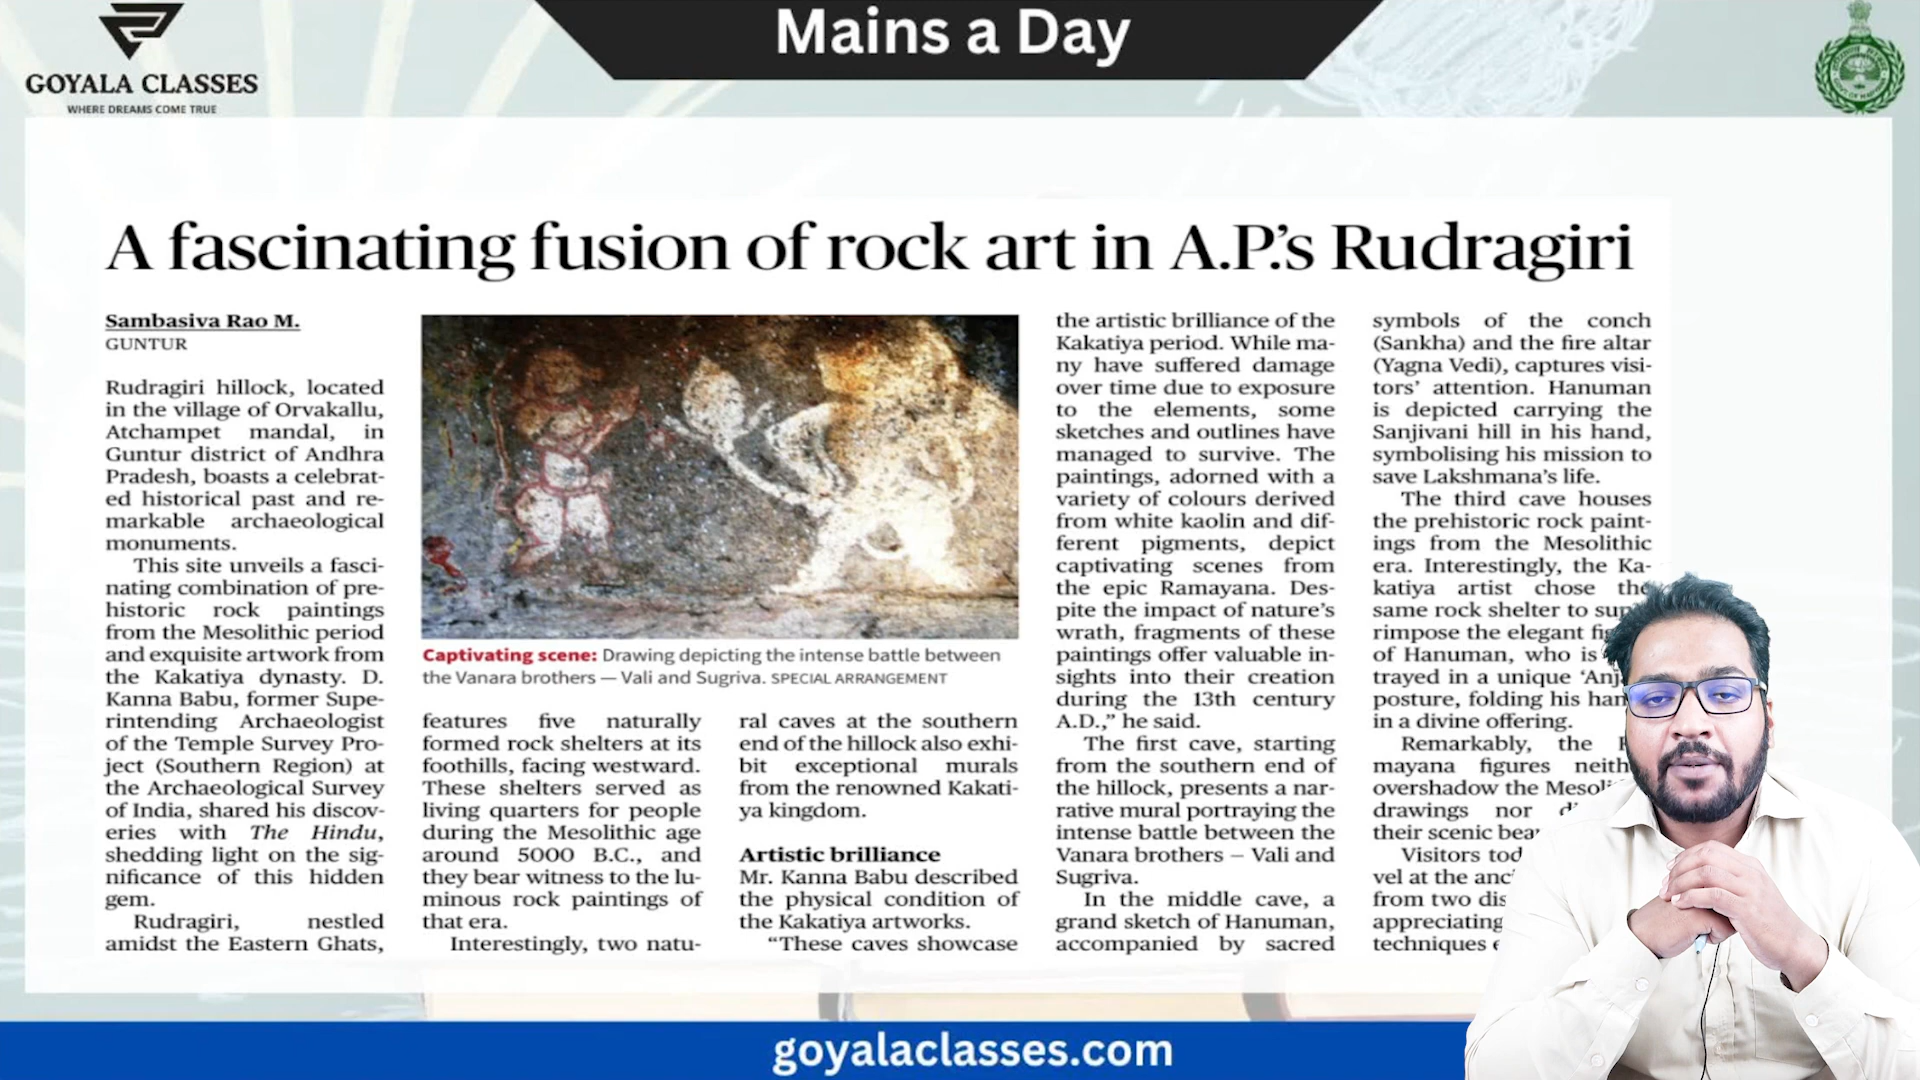 Mains a Day
GOYALA CLASSES
WHERE DREAMS COME TRUE
A fascinating fusion of rock art in A.P.'s Rudragiri
Sambasiva Rao M.
GUNTUR
Rudragiri hillock, located
in the village of Orvakallu,
Atchampet mandal, in
Guntur district of Andhra
Pradesh, boasts a celebrat-
ed historical past and re-
markable archaeological
monuments.
This site unveils a fasci-
nating combination of pre-
historic rock paintings
from the Mesolithic period
and exquisite artwork from
the Kakatiya dynasty. D.
Kanna Babu, former Supe-
rintending Archaeologist
of the Temple Survey Pro-
ject (Southern Region) at
the Archaeological Survey
of India, shared his discov-
eries with The Hindu,
shedding light on the sig-
nificance of this hidden
gem.
Rudragiri, nestled
amidst the Eastern Ghats,
Captivating scene: Drawing depicting the intense battle between
the Vanara brothers — Vali and Sugriva. SPECIAL ARRANGEMENT
features five naturally
formed rock shelters at its
foothills, facing westward.
These shelters served as
living quarters for people
during the Mesolithic age
around 5000 B.C., and
they bear witness to the lu-
minous rock paintings of
that era.
Interestingly, two natu-
ral caves at the southern
end of the hillock also exhi-
bit exceptional murals
from the renowned Kakati-
ya kingdom.
Artistic brilliance
Mr. Kanna Babu described
the physical condition of
the Kakatiya artworks.
“These caves showcase
the artistic brilliance of the
Kakatiya period. While ma-
ny have suffered damage
over time due to exposure
to the elements, some
sketches and outlines have
managed to survive. The
paintings, adorned with a
variety of colours derived
from white kaolin and dif-
ferent pigments, depict
captivating scenes from
the epic Ramayana. Des-
pite the impact of nature's
wrath, fragments of these
paintings offer valuable in-
sights into their creation
during the 13th century
A.D.,” he said.
The first cave, starting
from the southern end of
the hillock, presents a nar-
rative mural portraying the
intense battle between the
Vanara brothers — Vali and
Sugriva.
In the middle cave, a
grand sketch of Hanuman,
accompanied by sacred
symbols of the conch
(Sankha) and the fire altar
(Yagna Vedi), captures visi-
tors' attention. Hanuman
is depicted carrying the
Sanjivani hill in his hand,
symbolising his mission to
save Lakshmana's life.
The third cave houses
the prehistoric rock paint-
ings from the Mesolithic
era. Interestingly, the Ka-
katiya artist chose the
same rock shelter to
rimpose the elegant
of Hanuman, who is
trayed in a unique
posture, folding his
in a divine offering.
Remarkably, the
mayana figures
overshadow the
drawings nor
their scenic
Visitors
vel at the
from two
appreciating
techniques
goyalaclasses.com